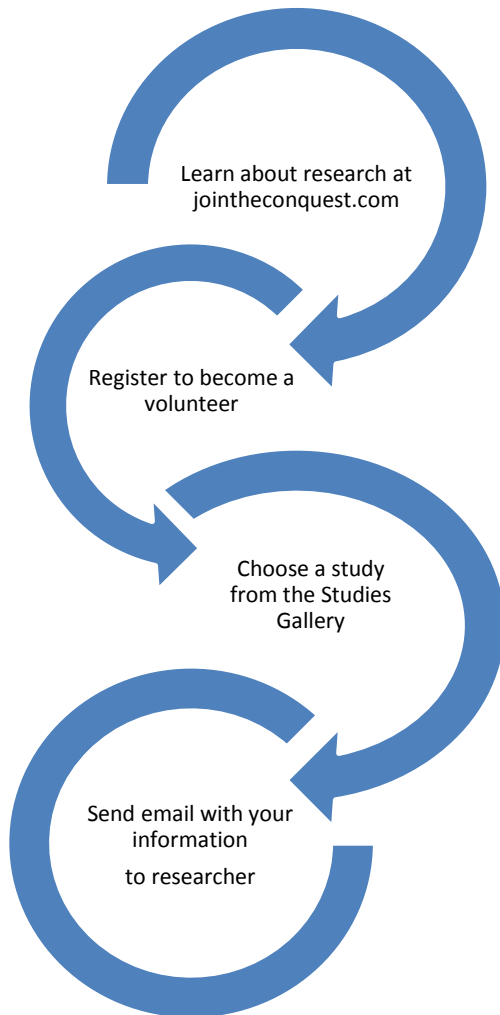 Learn about research at
jointheconquest.com
Register to become a
volunteer
Choose a study
from the Studies
Gallery
Send email with your
information
to researcher